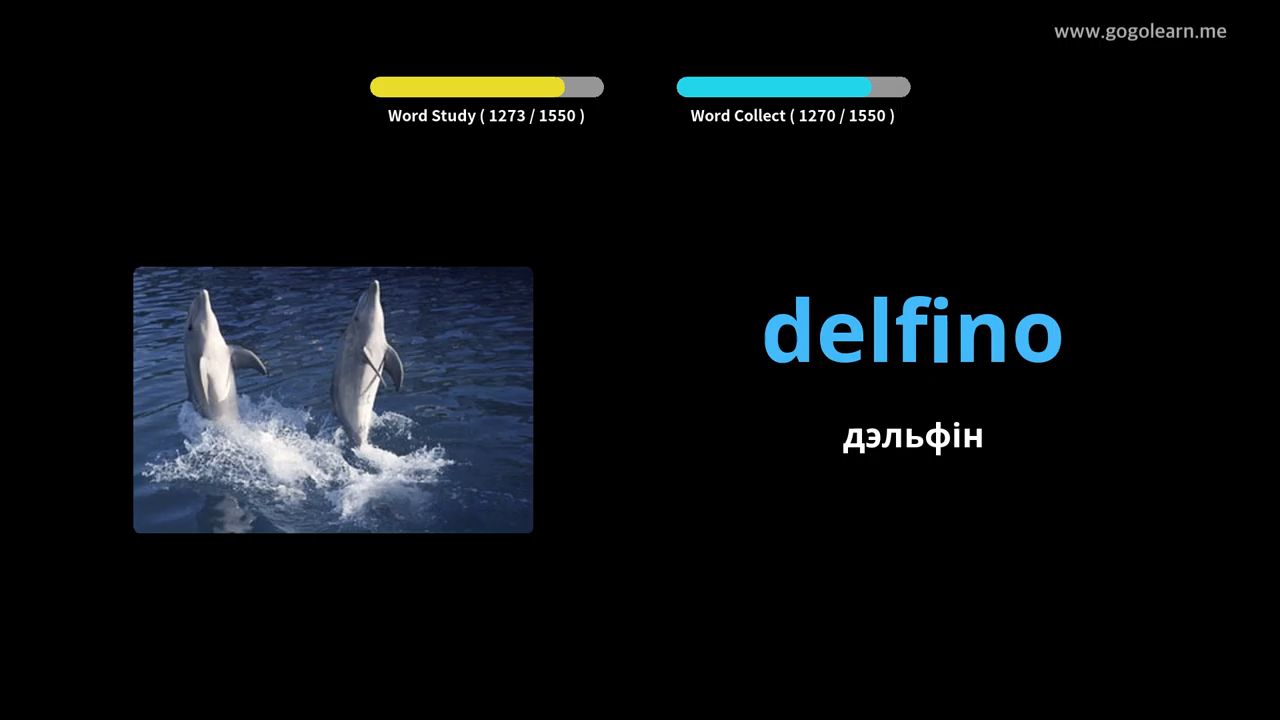 www.gogolearn.me
Word Study ( 1273 / 1550 )
Word Collect ( 1270 / 1550 )
delfino
дэльфін